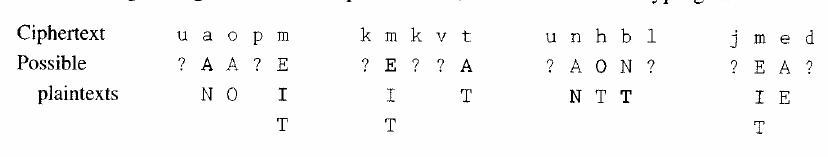 Ciphertext u a o p m k m k v t u n h b l j m e d
Possible ? A A ? E ? E ? ? A ? A O N ? ? E A ?
plaintexts N O I I T N T T I E
T T T